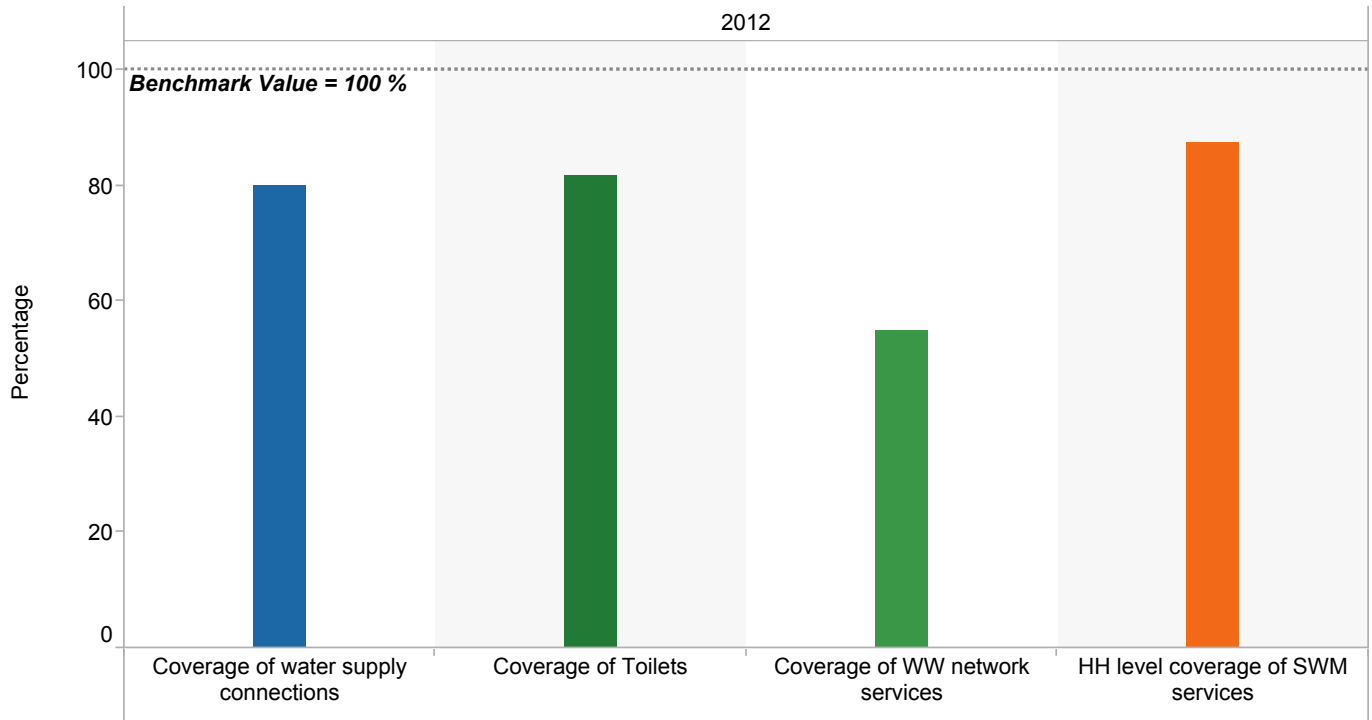 2012
100
Benchmark Value = 100 %
80
60
40
20
0
Percentage
Coverage of water supply
connections
Coverage of Toilets
Coverage of WW network
services
HH level coverage of SWM
services